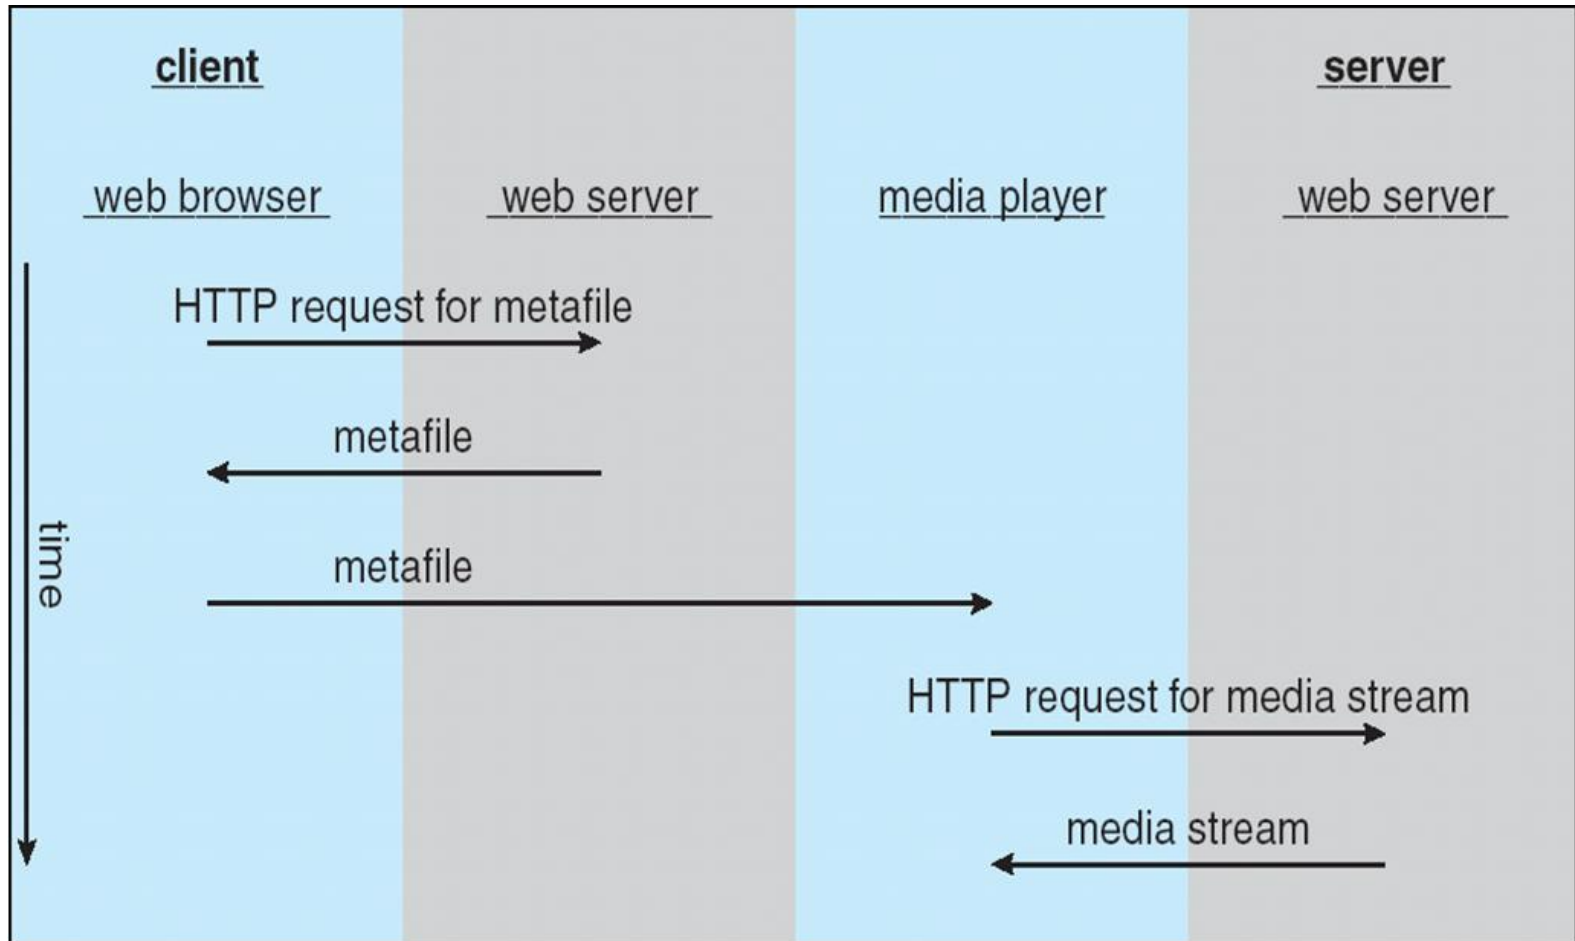 client
server
web browser
web server
media player
web server
HTTP request for metafile
metafile
metafile
time
HTTP request for media stream
media stream